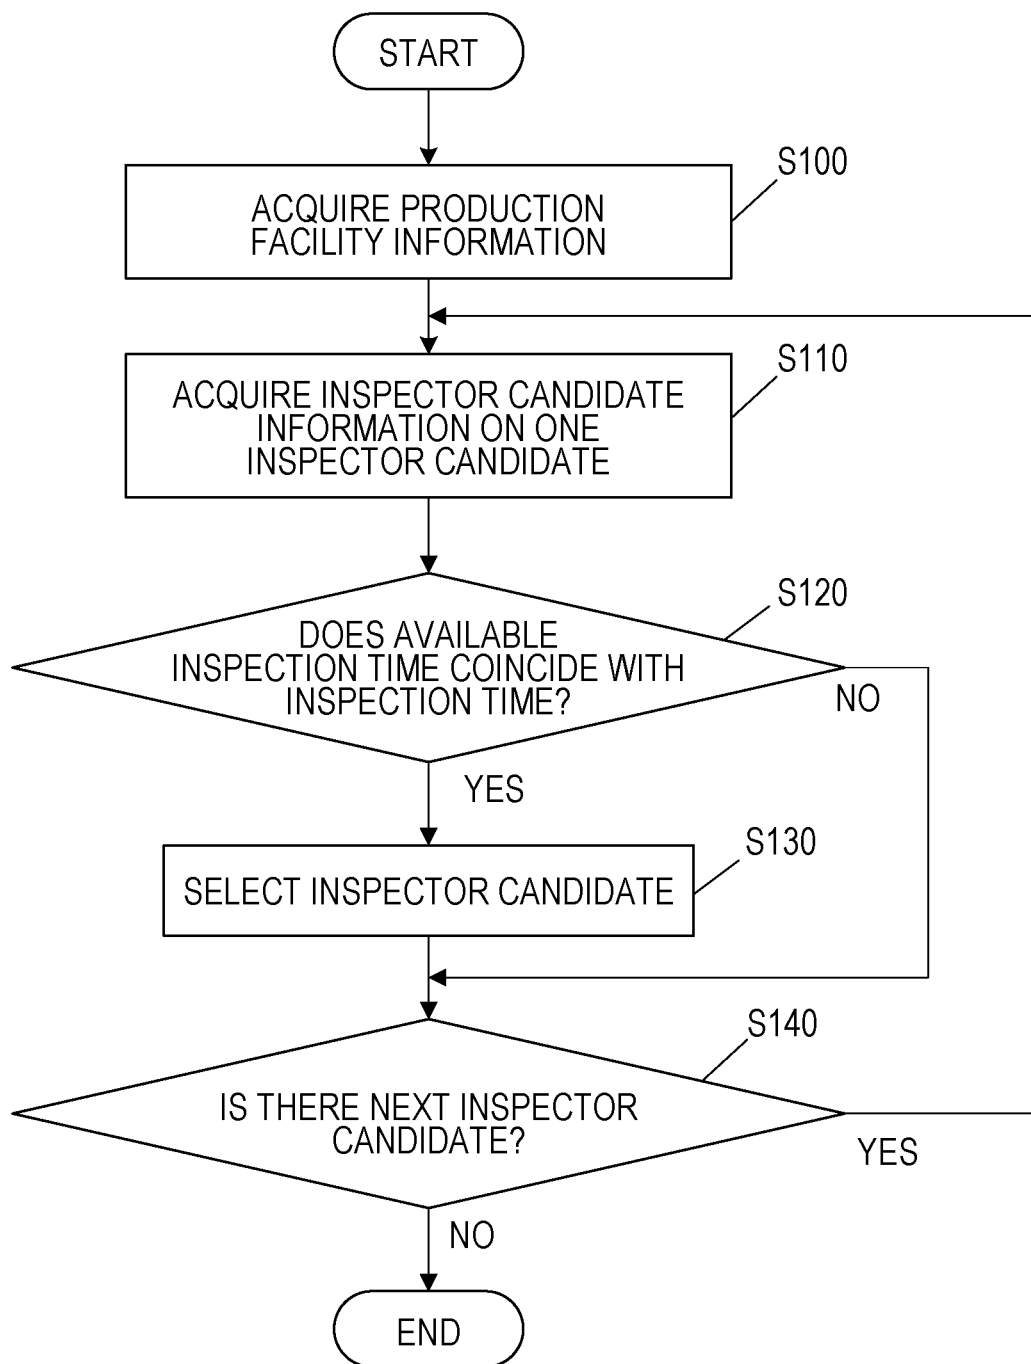 START
S100
ACQUIRE PRODUCTION
FACILITY INFORMATION
S110
ACQUIRE INSPECTOR CANDIDATE
INFORMATION ON ONE
INSPECTOR CANDIDATE
S120
DOES AVAILABLE
INSPECTION TIME COINCIDE WITH
INSPECTION TIME?
NO
YES
S130
SELECT INSPECTOR CANDIDATE
S140
IS THERE NEXT INSPECTOR
CANDIDATE?
YES
NO
END